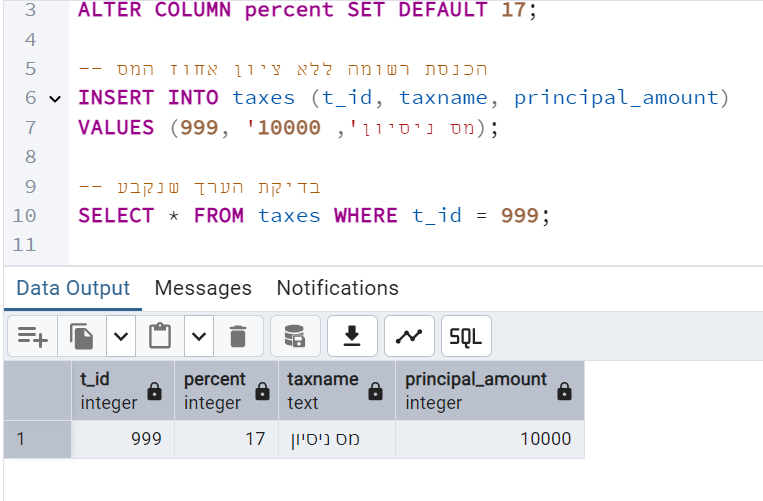 3 ALTER COLUMN percent SET DEFAULT 17;
4
5 -- הכנסת רשומה ללא ציון אחוז המס
6 INSERT INTO taxes (t_id, taxname, principal_amount)
7 VALUES (999, 'מס ניסיון', 10000);
8
9 -- בדיקת הערך שנקבע
10 SELECT * FROM taxes WHERE t_id = 999;
11
Data Output Messages Notifications
SQL
t_id percent taxname principal_amount
integer integer text integer
1 999 17 מס ניסיון 10000